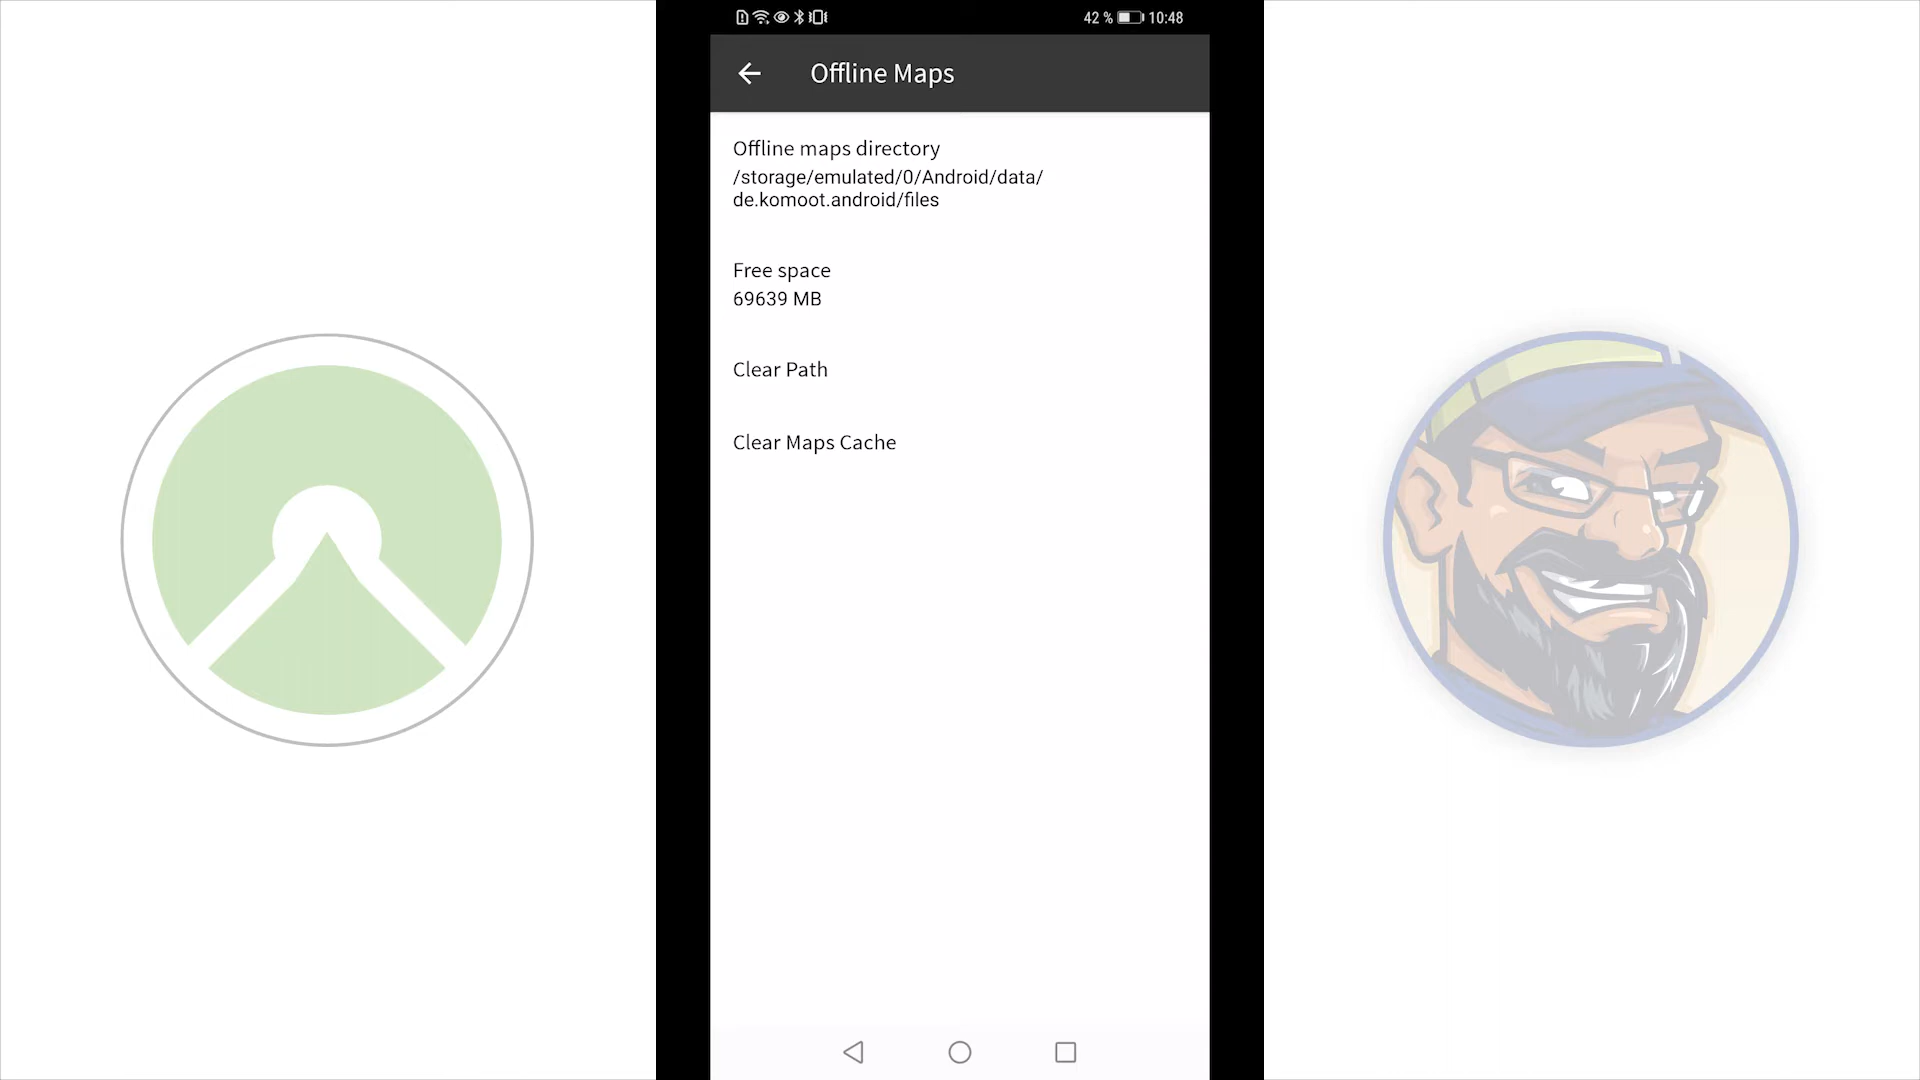 42 % 10:48
Offline Maps
Offline maps directory
/storage/emulated/0/Android/data/
de.komoot.android/files
Free space
69639 MB
Clear Path
Clear Maps Cache